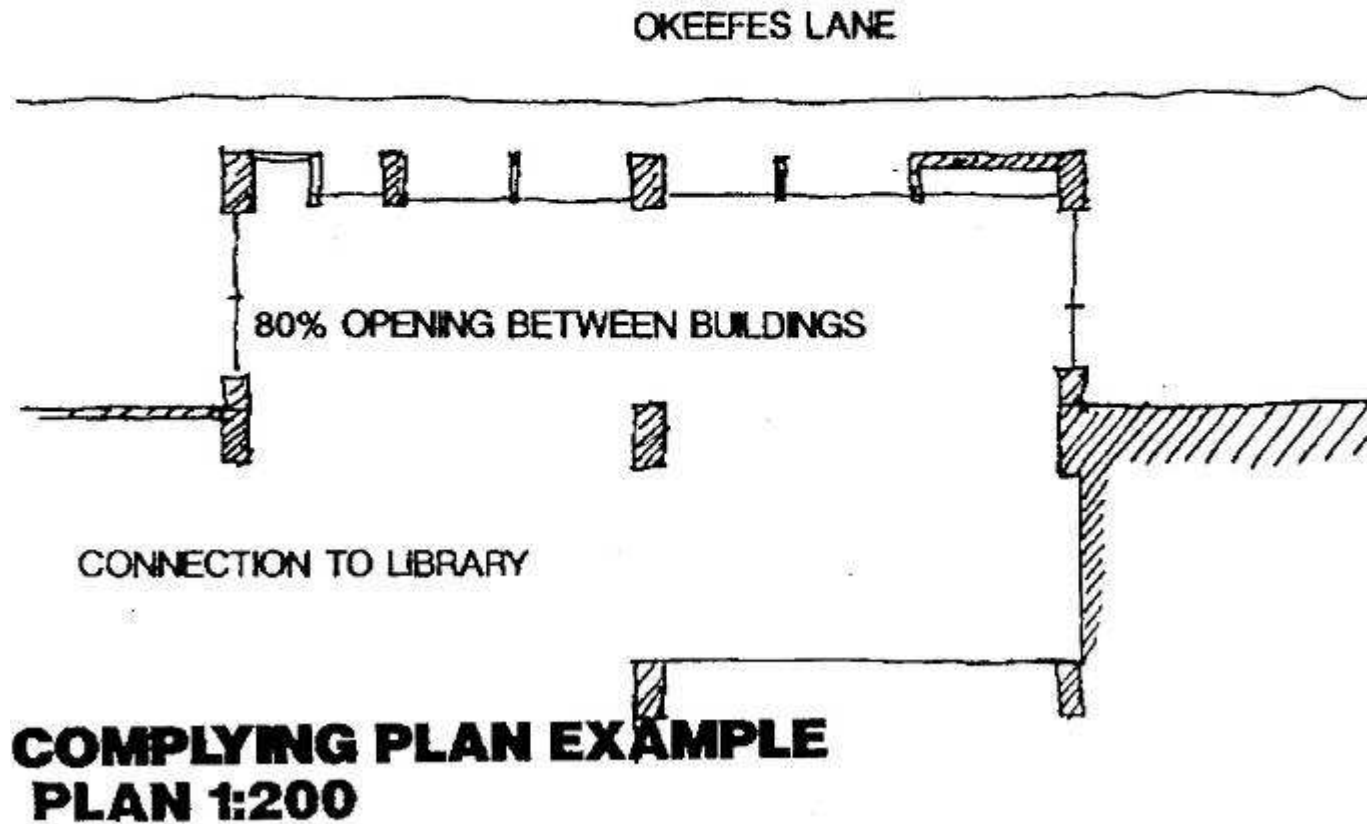 OKEEFES LANE
80% OPENING BETWEEN BUILDINGS
CONNECTION TO LIBRARY
COMPLYING PLAN EXAMPLE
PLAN 1:200